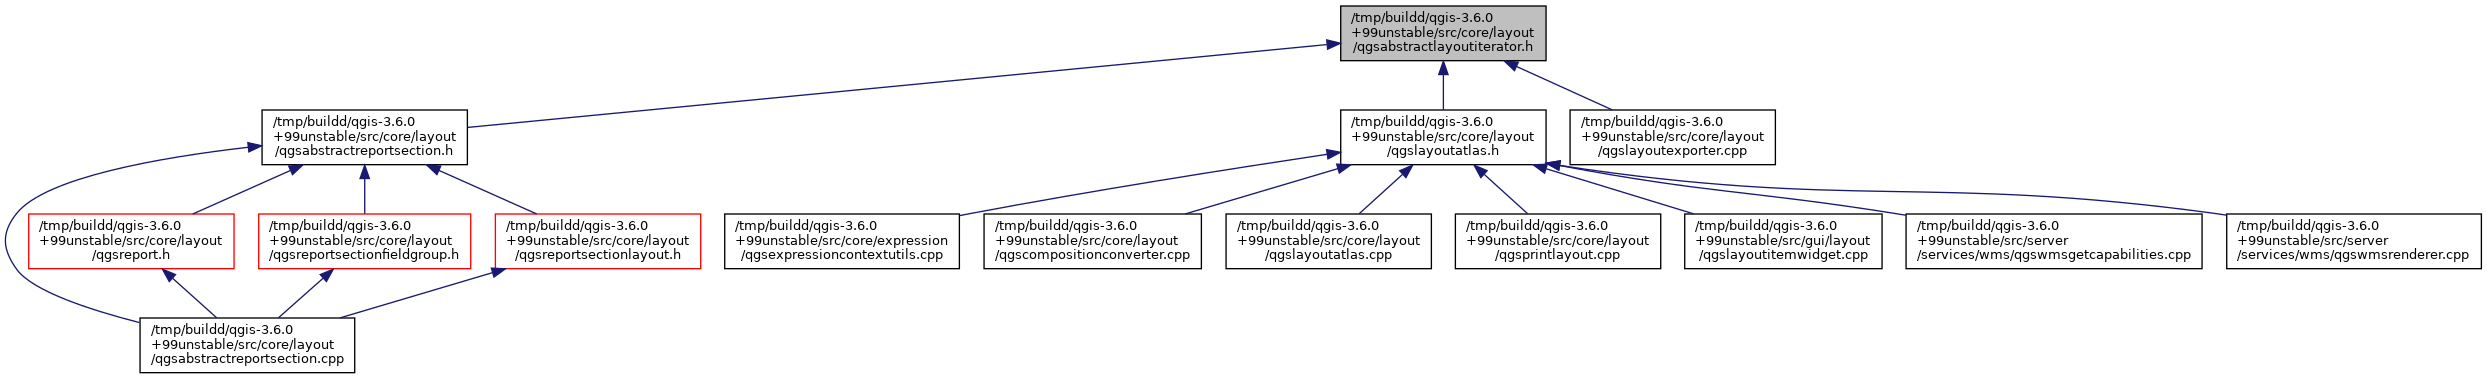 /tmp/buildd/qgis-3.6.0
+99unstable/src/core/layout
/qgsabstractlayoutiterator.h
/tmp/buildd/qgis-3.6.0
+99unstable/src/core/layout
/qgsabstractreportsection.h
/tmp/buildd/qgis-3.6.0
+99unstable/src/core/layout
/qgslayoutatlas.h
/tmp/buildd/qgis-3.6.0
+99unstable/src/core/layout
/qgslayoutexporter.cpp
/tmp/buildd/qgis-3.6.0
+99unstable/src/core/layout
/qgsreport.h
/tmp/buildd/qgis-3.6.0
+99unstable/src/core/layout
/qgsreportsectionfieldgroup.h
/tmp/buildd/qgis-3.6.0
+99unstable/src/core/layout
/qgsreportsectionlayout.h
/tmp/buildd/qgis-3.6.0
+99unstable/src/core/expression
/qgsexpressioncontextutils.cpp
/tmp/buildd/qgis-3.6.0
+99unstable/src/core/layout
/qgscompositionconverter.cpp
/tmp/buildd/qgis-3.6.0
+99unstable/src/core/layout
/qgslayoutatlas.cpp
/tmp/buildd/qgis-3.6.0
+99unstable/src/core/layout
/qgsprintlayout.cpp
/tmp/buildd/qgis-3.6.0
+99unstable/src/gui/layout
/qgslayoutitemwidget.cpp
/tmp/buildd/qgis-3.6.0
+99unstable/src/server
/services/wms/qgswmsgetcapabilities.cpp
/tmp/buildd/qgis-3.6.0
+99unstable/src/server
/services/wms/qgswmsrenderer.cpp
/tmp/buildd/qgis-3.6.0
+99unstable/src/core/layout
/qgsabstractreportsection.cpp